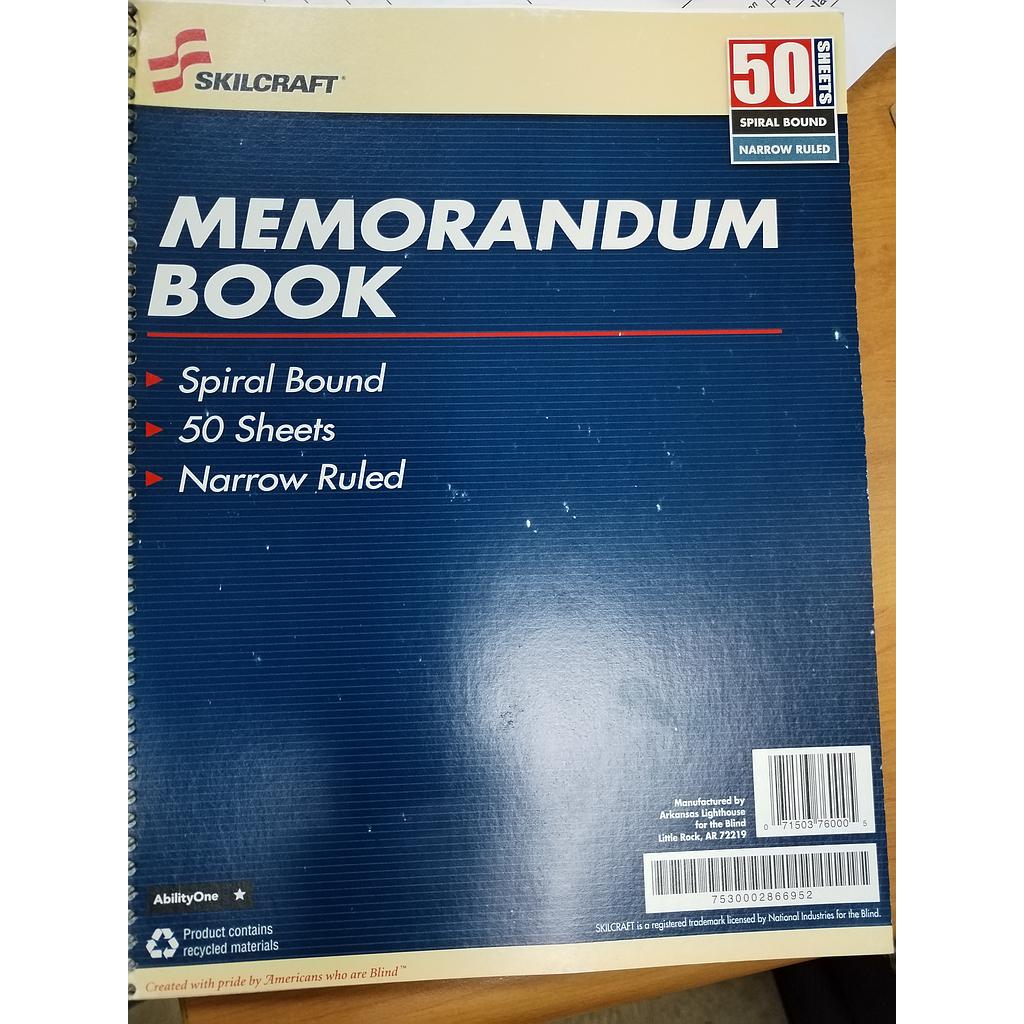 SKILCRAFT®
50 SHEETS
SPIRAL BOUND
NARROW RULED
MEMORANDUM
BOOK
Spiral Bound
50 Sheets
Narrow Ruled
Manufactured by
Arkansas Lighthouse
for the Blind
Little Rock, AR 72219
0 71503 76000 5
7530002866952
SKILCRAFT is a registered trademark licensed by National Industries for the Blind.
AbilityOne
Product contains
recycled materials
Created with pride by Americans who are Blind™